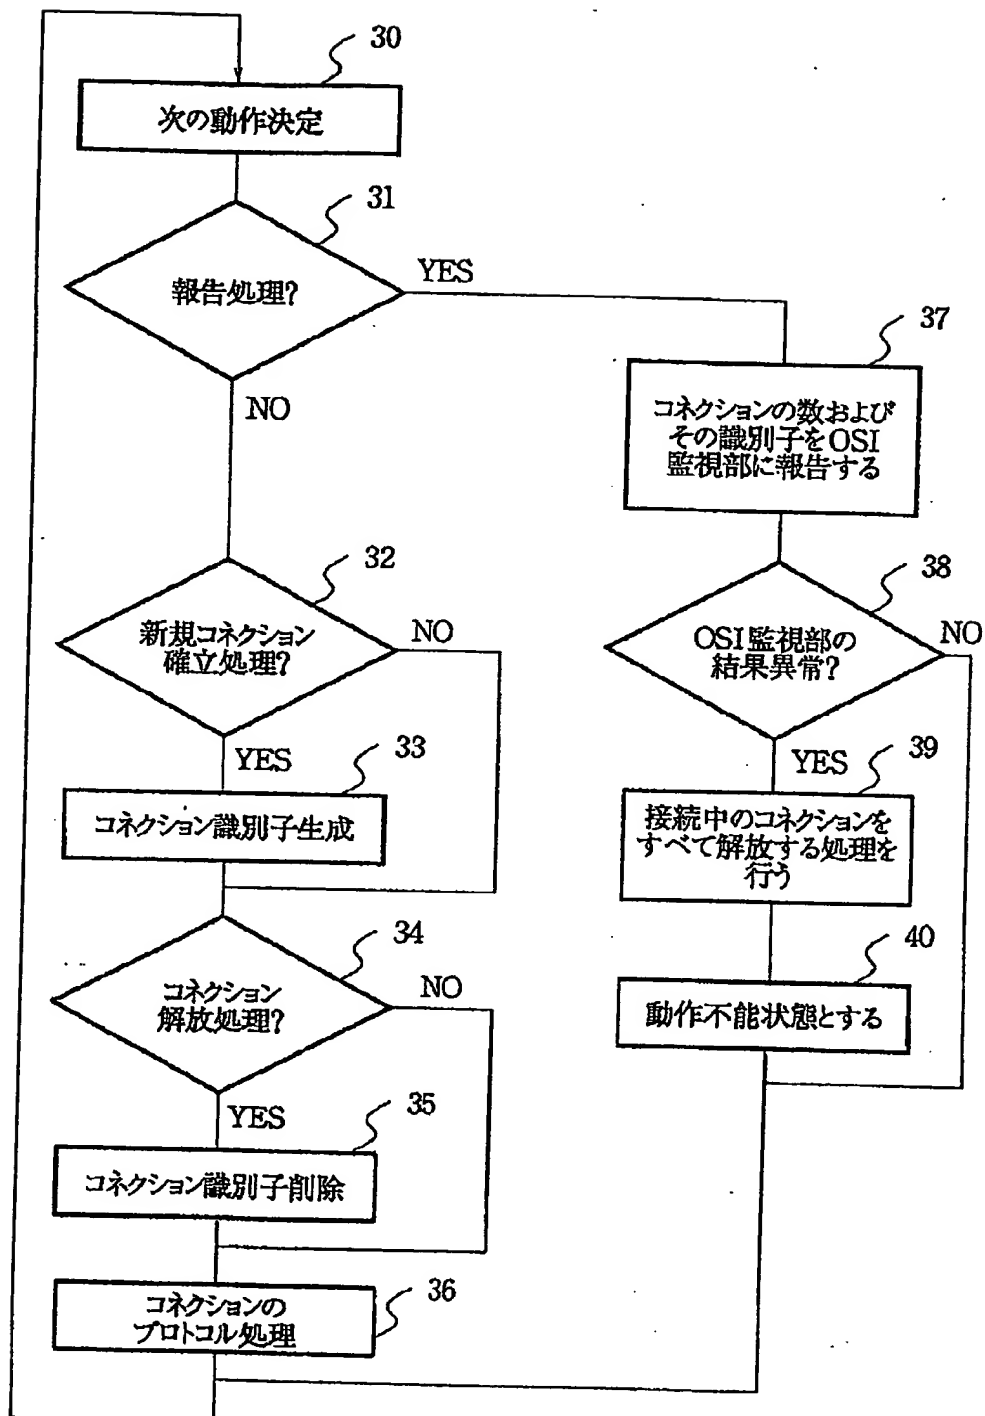 30
次の動作決定
31
報告処理?
YES
NO
37
コネクションの数および
その識別子をOSI
監視部に報告する
32
新規コネクション
確立処理?
NO
YES
38
OSI監視部の
結果異常?
NO
YES
33
コネクション識別子生成
39
接続中のコネクションを
すべて解放する処理を
行う
34
コネクション
解放処理?
NO
YES
40
動作不能状態とする
35
コネクション識別子削除
36
コネクションの
プロトコル処理